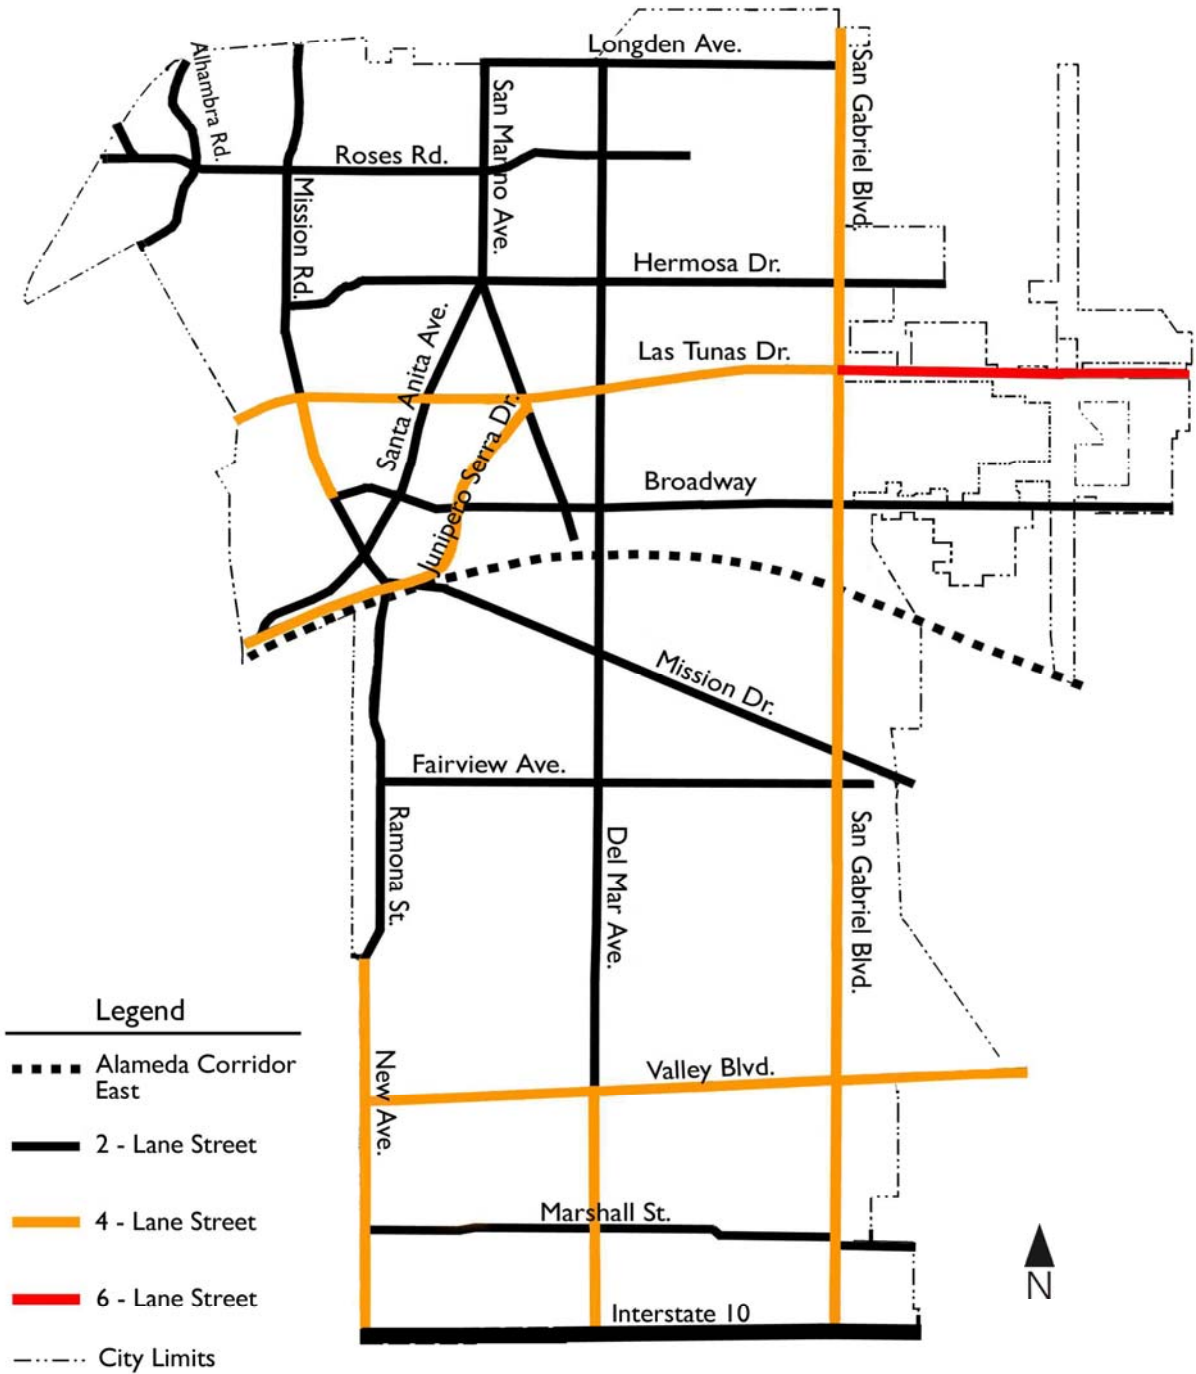 Longden Ave.
Alhambra Rd.
San Marino Ave.
San Gabriel Blvd.
Roses Rd.
Mission Rd.
Hermosa Dr.
Santa Anita Ave.
Las Tunas Dr.
Junipero Serra Dr.
Broadway
Mission Dr.
Fairview Ave.
Ramona St.
Del Mar Ave.
San Gabriel Blvd.
New Ave.
Valley Blvd.
Marshall St.
Interstate 10
N
Legend
Alameda Corridor
East
2 - Lane Street
4 - Lane Street
6 - Lane Street
City Limits